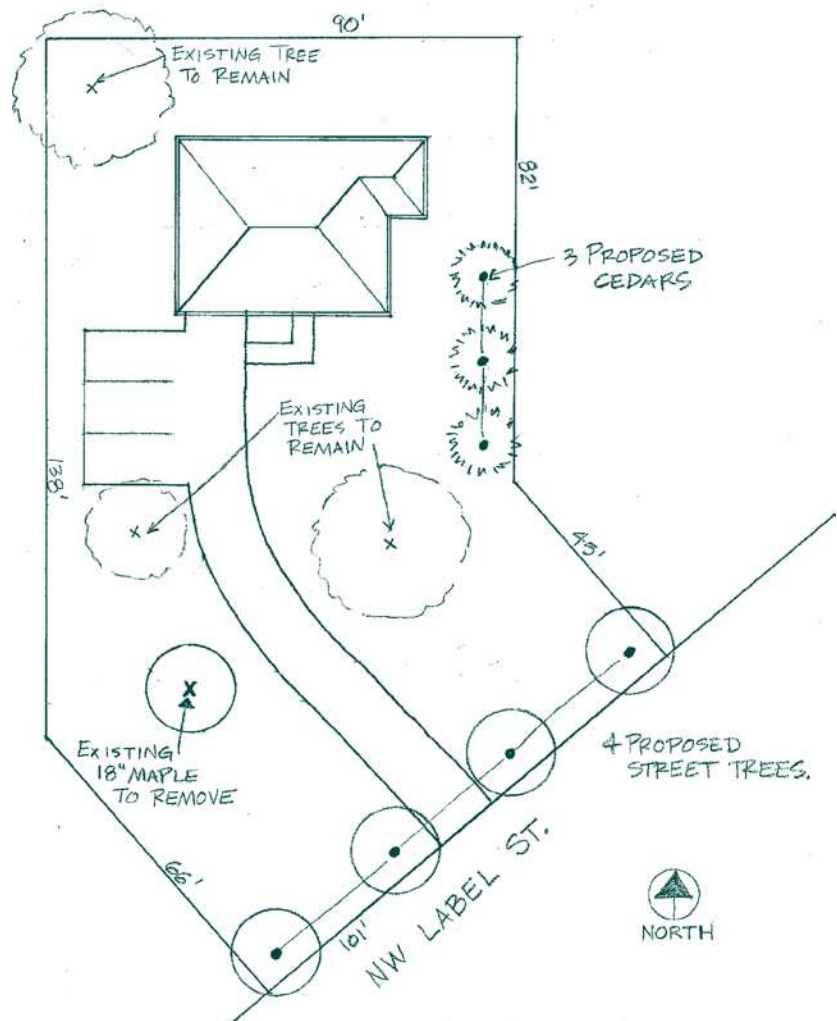 90'
EXISTING TREE
TO REMAIN
82'
3 PROPOSED
CEDARS
EXISTING
TREES TO
REMAIN
138'
43'
EXISTING
18" MAPLE
TO REMOVE
4 PROPOSED
STREET TREES.
66'
101'
NW LABEL ST.
NORTH